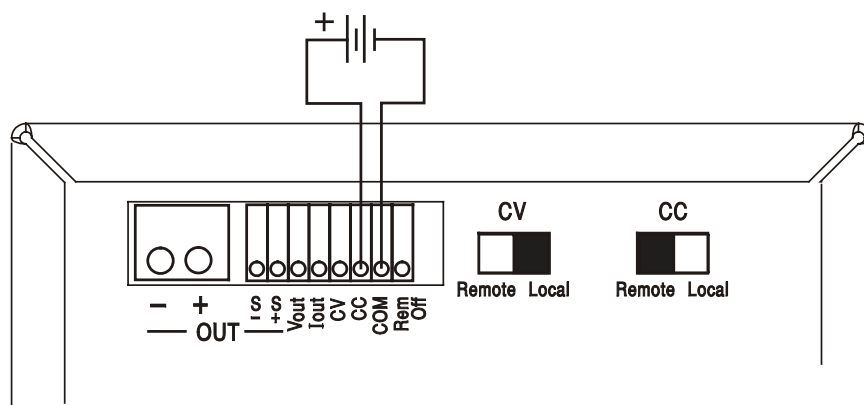 +
CV CC
Remote Local Remote Local
- +
OUT
S -
S +
Vout
Iout
CV
CC
COM
Rem Off